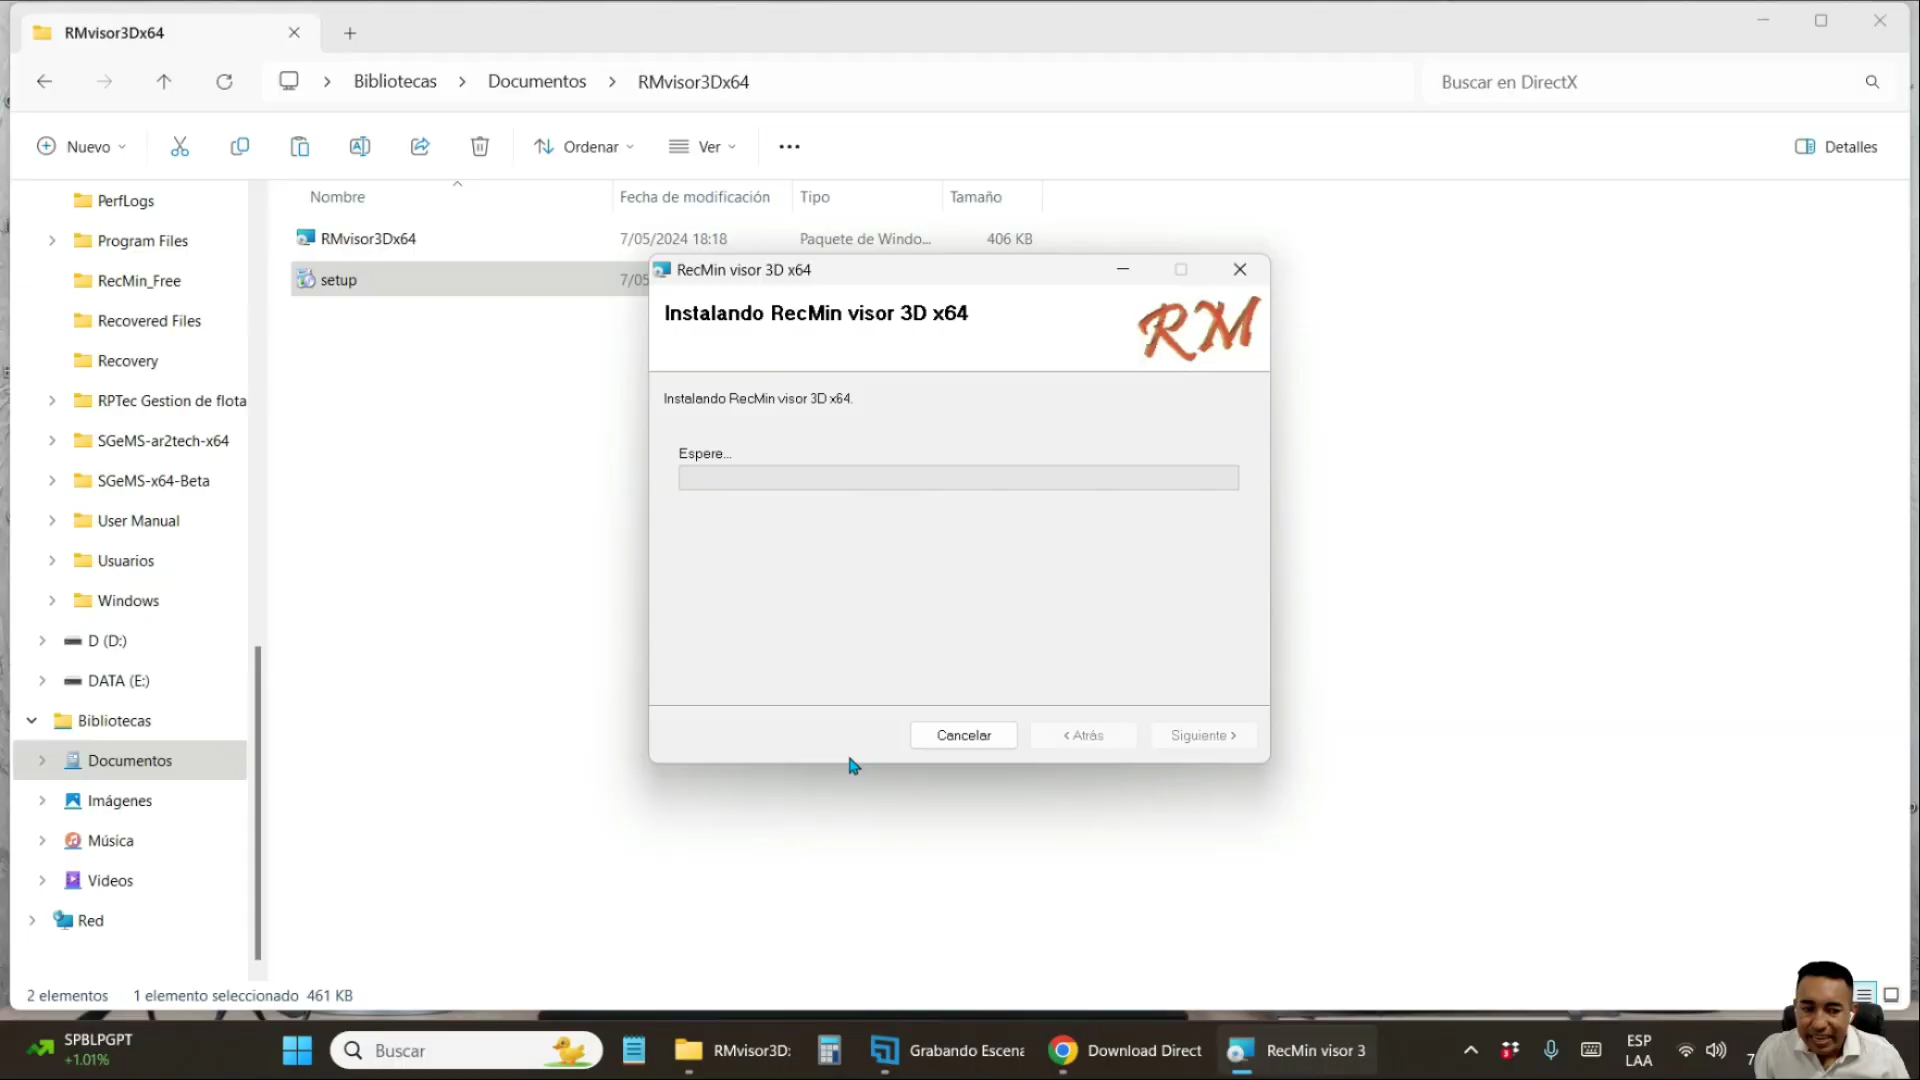 RMvisor3Dx64
Bibliotecas
Documentos
RMvisor3Dx64
Buscar en DirectX
Nuevo
Ordenar
Ver
Detalles
Nombre
Fecha de modificación
Tipo
Tamaño
RMvisor3Dx64
7/05/2024 18:18
Paquete de Windo...
406 KB
setup
7/05
PerfLogs
Program Files
RecMin_Free
Recovered Files
Recovery
RPTec Gestion de flota
SGeMS-ar2tech-x64
SGeMS-x64-Beta
User Manual
Usuarios
Windows
D (D:)
DATA (E:)
Bibliotecas
Documentos
Imágenes
Música
Videos
Red
RecMin visor 3D x64
Instalando RecMin visor 3D x64
RM
Instalando RecMin visor 3D x64.
Espere...
Cancelar
< Atrás
Siguiente >
2 elementos
1 elemento seleccionado 461 KB
SPBLPGPT
+1.01%
Buscar
RMvisor3D:
Grabando Escena
Download Direct
RecMin visor 3
ESP
LAA
7